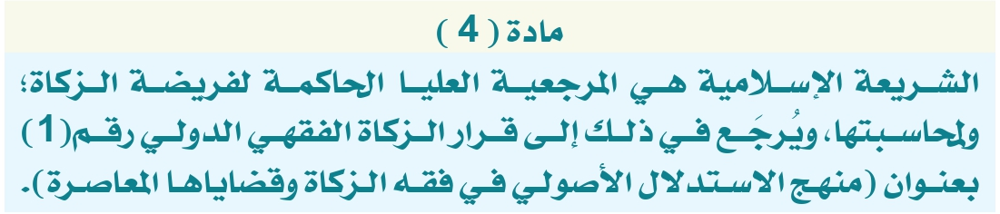 مادة ( 4 )
الشريعة الإسلامية هي المرجعية العليا الحاكمة لفريضة الزكاة؛
ولمحاسبتها، ويُرجَع في ذلك إلى قرار الزكاة الفقهي الدولي رقم(1)
بعنوان (منهج الاستدلال الأصولي في فقه الزكاة وقضاياها المعاصرة).